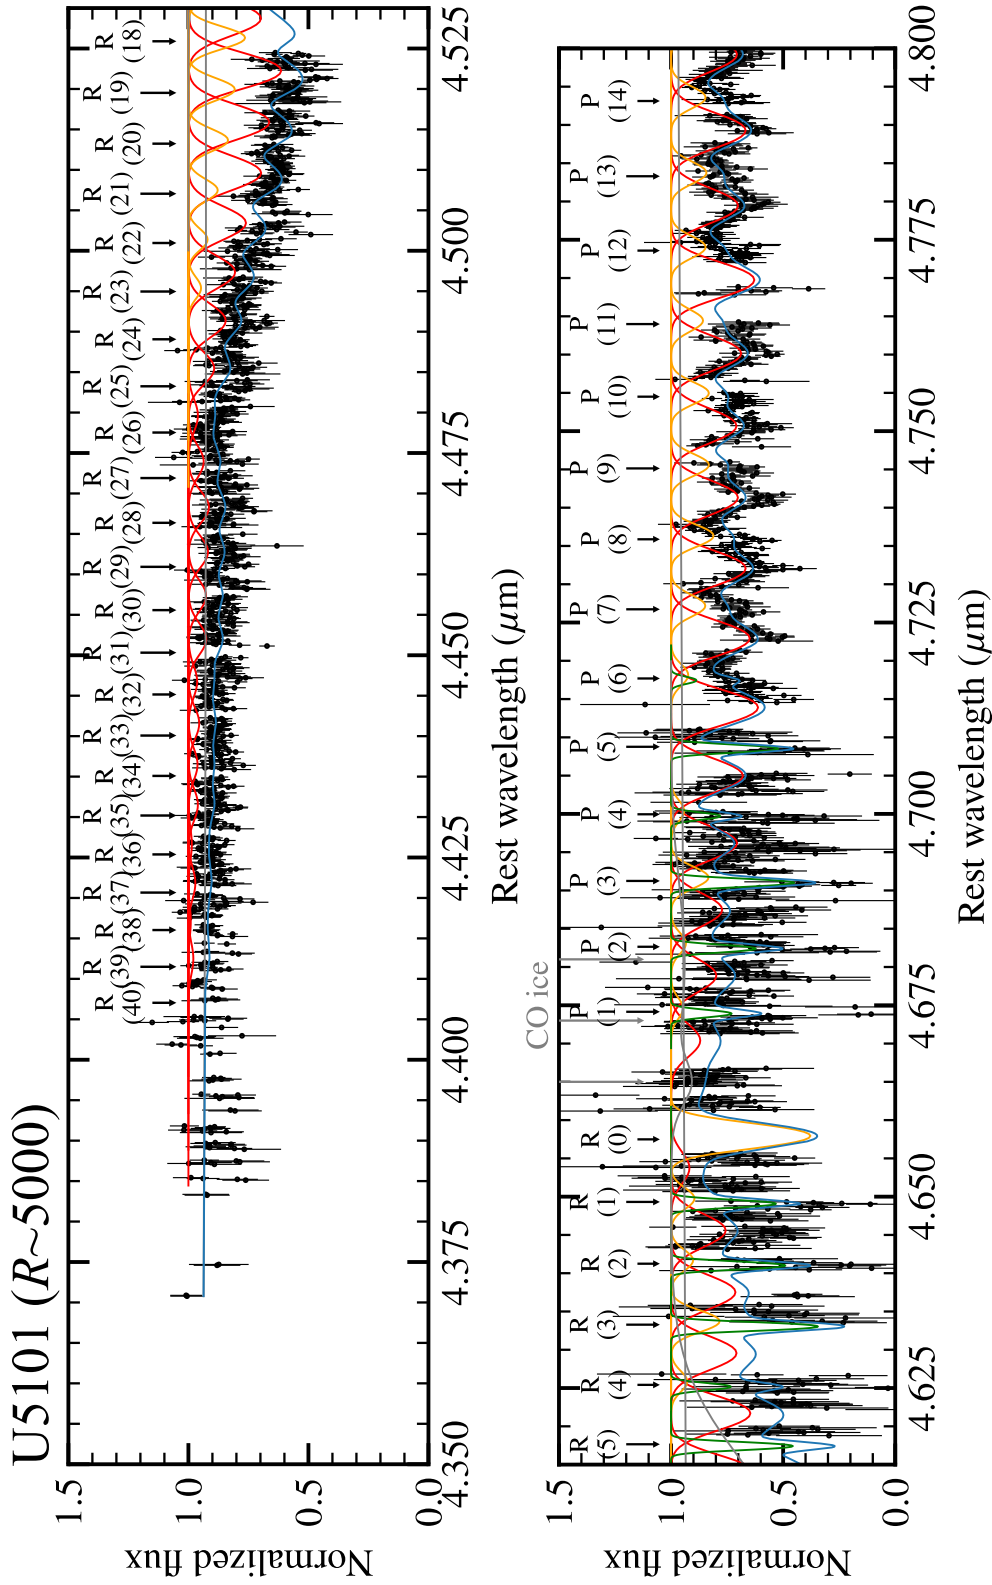 U5101 (R~5000)
R (40) R (39) R (38) R (37) R (36) R (35) R (34) R (33) R (32) R (31) R (30) R (29) R (28) R (27) R (26) R (25) R (24) R (23) R (22) R (21) R (20) R (19) R (18)
1.5
1.0
0.5
0.0
Normalized flux
4.350 4.375 4.400 4.425 4.450 4.475 4.500 4.525
Rest wavelength (μm)
CO ice
R (5) R (4) R (3) R (2) R (1) R (0) P (1) P (2) P (3) P (4) P (5) P (6) P (7) P (8) P (9) P (10) P (11) P (12) P (13) P (14)
1.5
1.0
0.5
0.0
Normalized flux
4.625 4.650 4.675 4.700 4.725 4.750 4.775 4.800
Rest wavelength (μm)